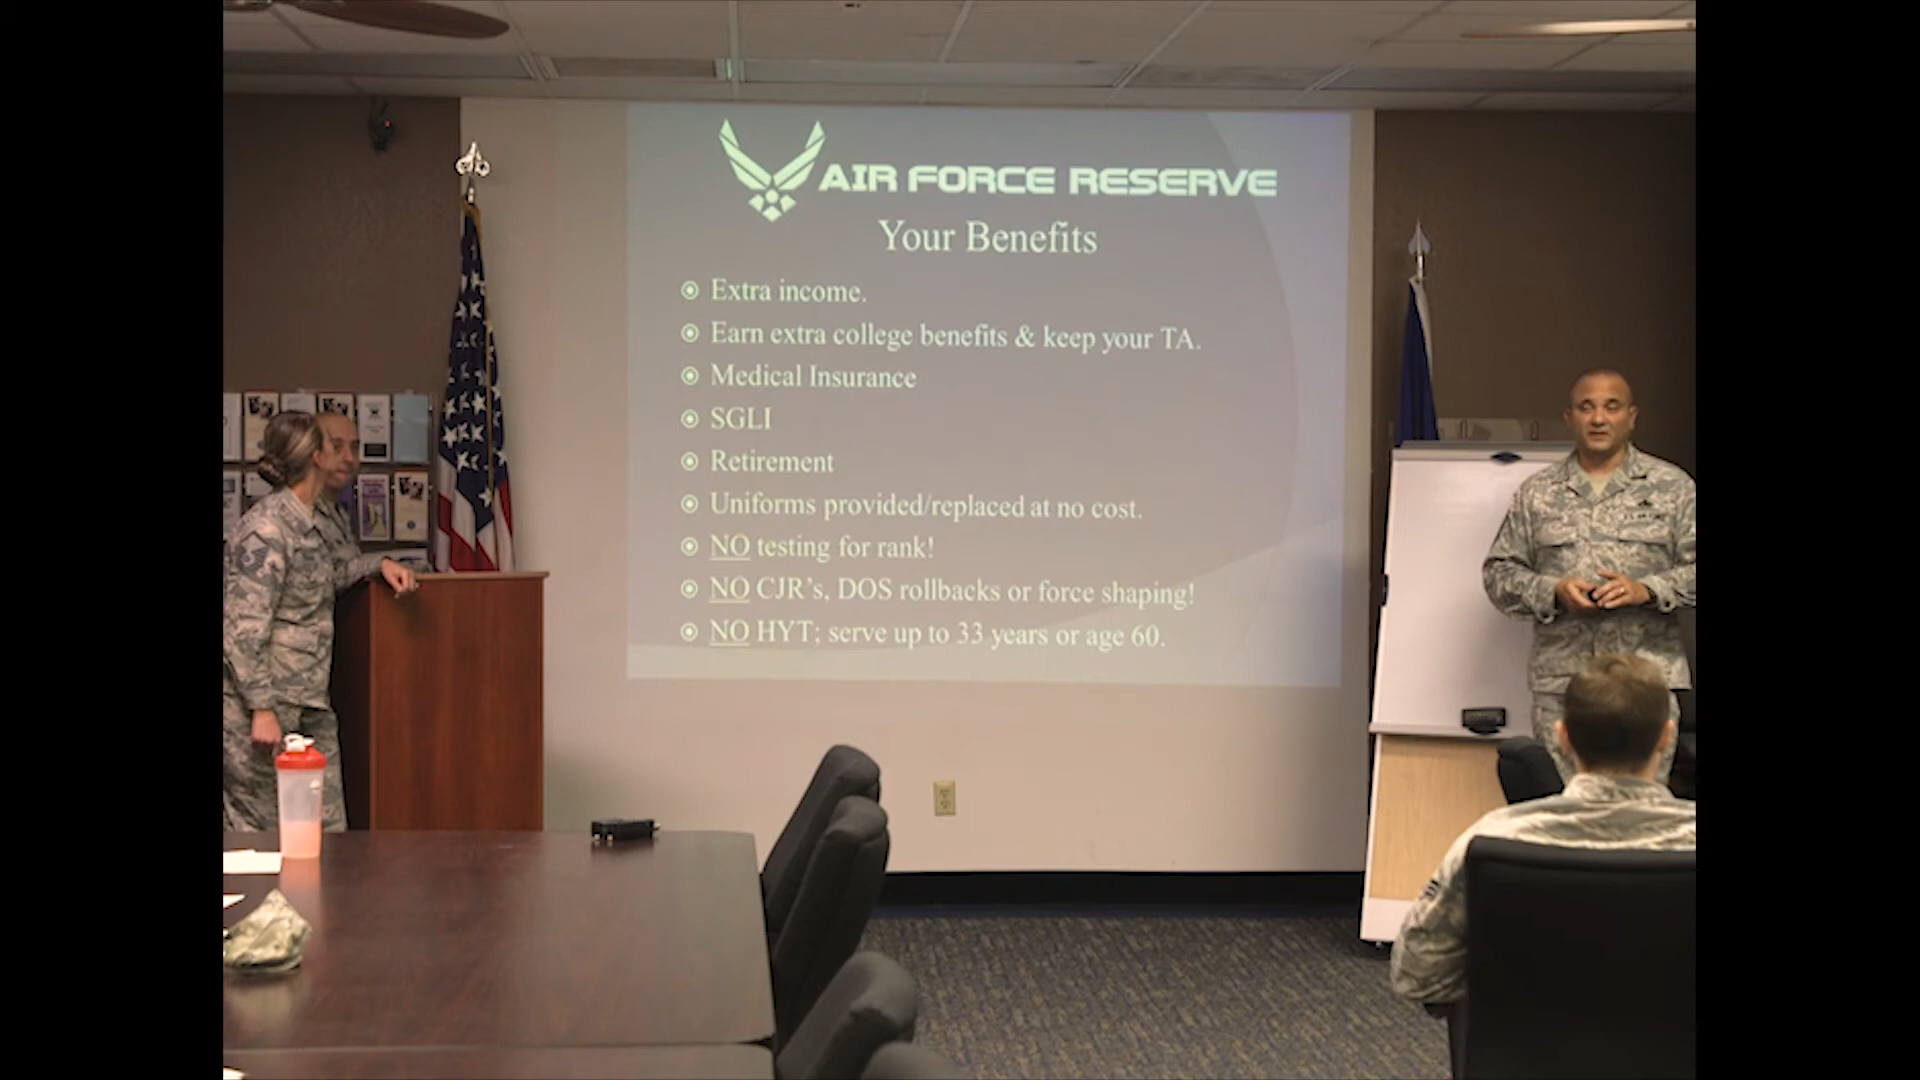 AIR FORCE RESERVE
Your Benefits
Extra income.
Earn extra college benefits & keep your TA.
Medical Insurance
SGLI
Retirement
Uniforms provided/replaced at no cost.
NO testing for rank!
NO CJR's, DOS rollbacks or force shaping!
NO HYT; serve up to 33 years or age 60.